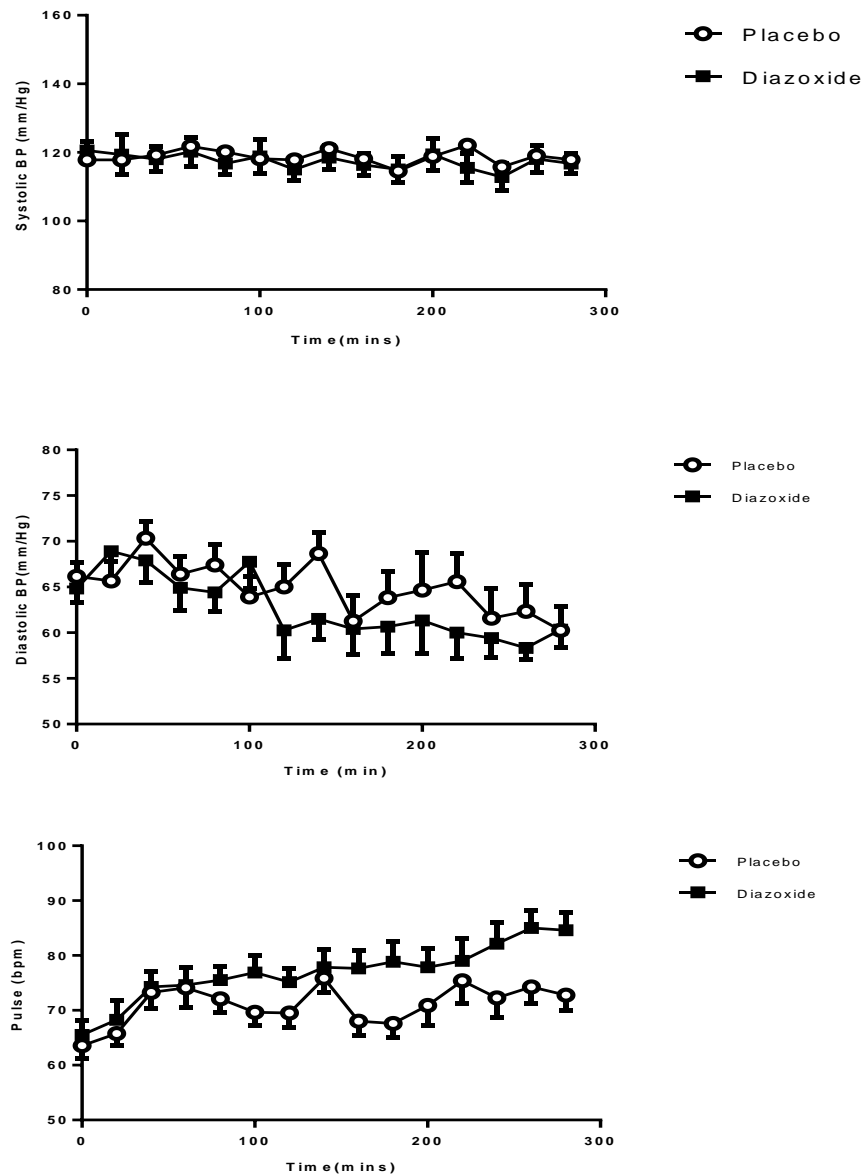 Placebo
Diazoxide
Systolic BP (mm/Hg)
160
140
120
100
80
0
100
200
300
Time(mins)
Placebo
Diazoxide
Diastolic BP(mm/Hg)
80
75
70
65
60
55
50
0
100
200
300
Time (min)
Placebo
Diazoxide
Pulse (bpm)
100
90
80
70
60
50
0
100
200
300
Time(mins)